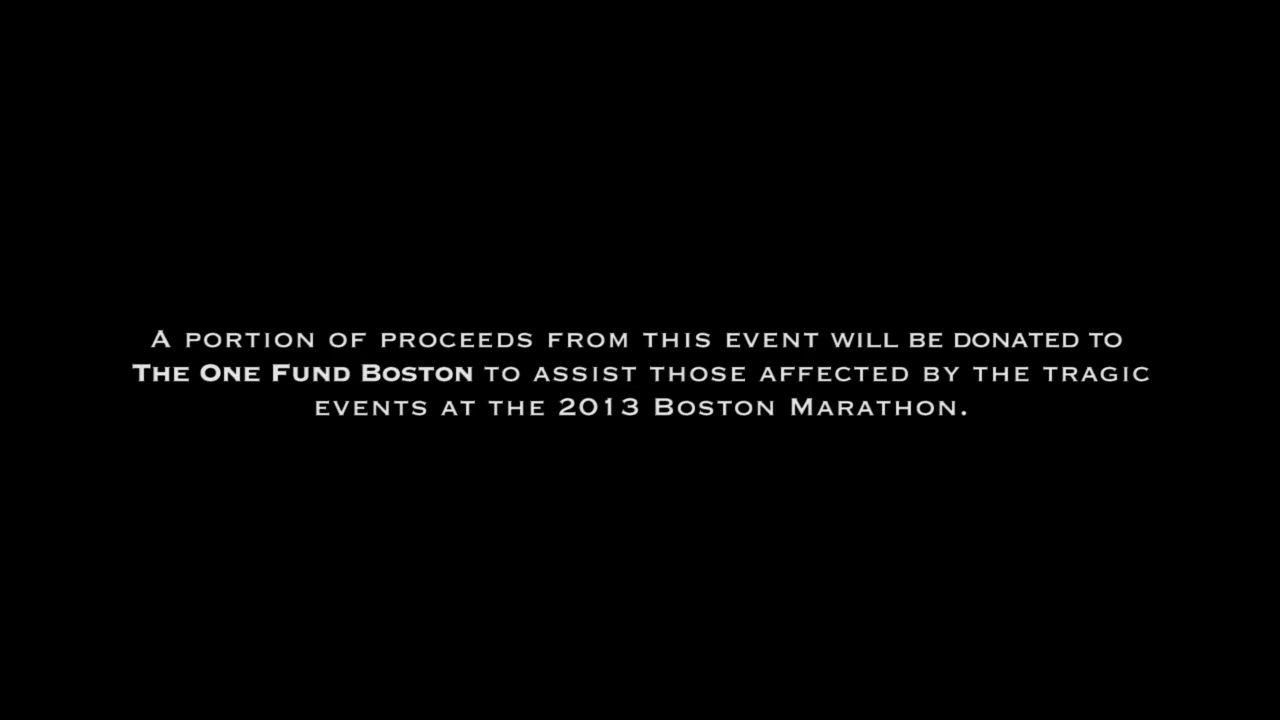 A PORTION OF PROCEEDS FROM THIS EVENT WILL BE DONATED TO
THE ONE FUND BOSTON TO ASSIST THOSE AFFECTED BY THE TRAGIC
EVENTS AT THE 2013 BOSTON MARATHON.